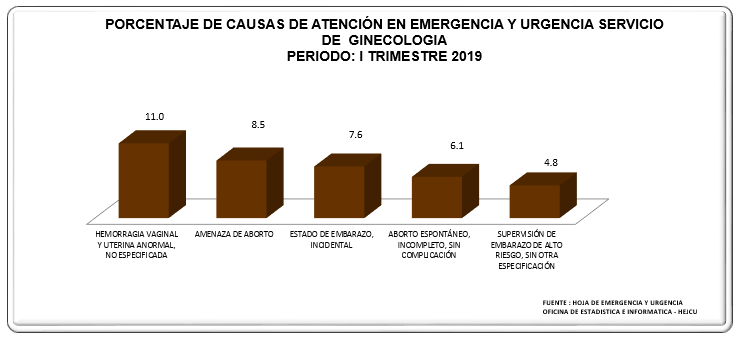 PORCENTAJE DE CAUSAS DE ATENCIÓN EN EMERGENCIA Y URGENCIA SERVICIO
DE GINECOLOGIA
PERIODO: I TRIMESTRE 2019
11.0
8.5
7.6
6.1
4.8
HEMORRAGIA VAGINAL
Y UTERINA ANORMAL,
NO ESPECIFICADA
AMENAZA DE ABORTO
ESTADO DE EMBARAZO,
INCIDENTAL
ABORTO ESPONTÁNEO,
INCOMPLETO, SIN
COMPLICACIÓN
SUPERVISIÓN DE
EMBARAZO DE ALTO
RIESGO, SIN OTRA
ESPECIFICACIÓN
FUENTE : HOJA DE EMERGENCIA Y URGENCIA
OFICINA DE ESTADISTICA E INFORMATICA - HEJCU